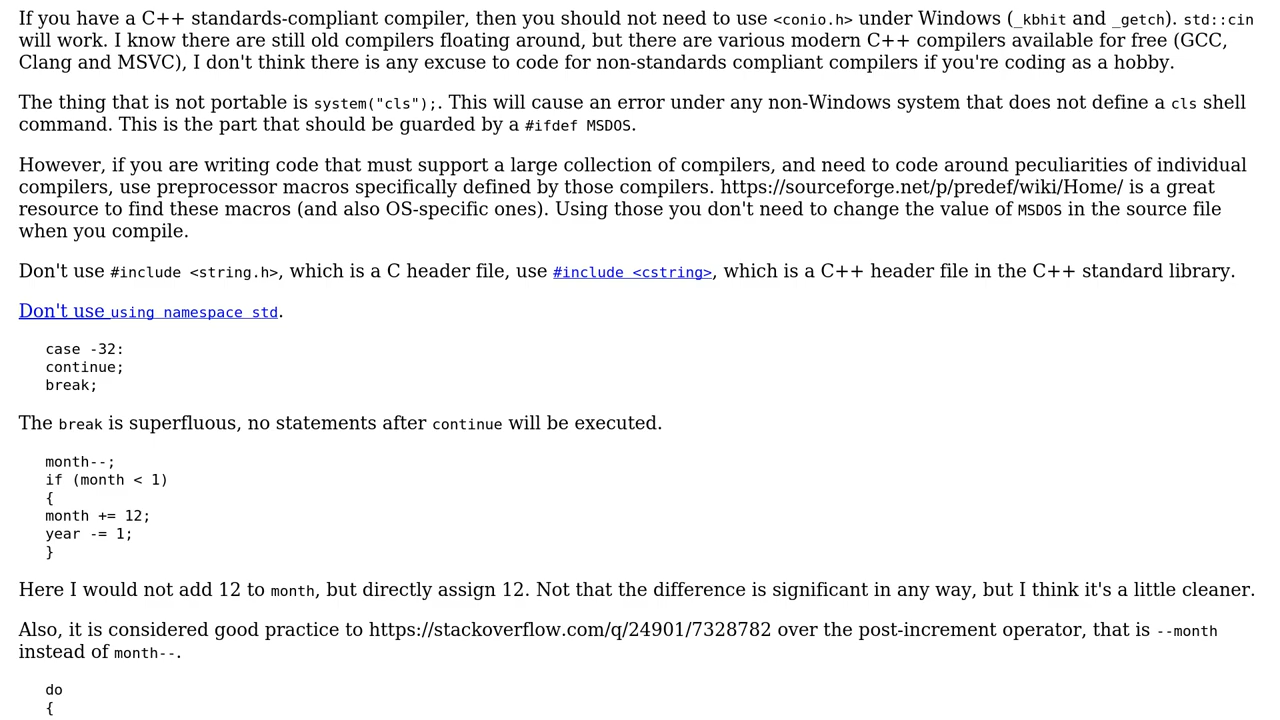 If you have a C++ standards-compliant compiler, then you should not need to use <conio.h> under Windows (_kbhit and _getch). std::cin
will work. I know there are still old compilers floating around, but there are various modern C++ compilers available for free (GCC,
Clang and MSVC), I don't think there is any excuse to code for non-standards compliant compilers if you're coding as a hobby.
The thing that is not portable is system("cls");. This will cause an error under any non-Windows system that does not define a cls shell
command. This is the part that should be guarded by a #ifdef MSDOS.
However, if you are writing code that must support a large collection of compilers, and need to code around peculiarities of individual
compilers, use preprocessor macros specifically defined by those compilers. https://sourceforge.net/p/predef/wiki/Home/ is a great
resource to find these macros (and also OS-specific ones). Using those you don't need to change the value of MSDOS in the source file
when you compile.
Don't use #include <string.h>, which is a C header file, use #include <cstring>, which is a C++ header file in the C++ standard library.
Don't use using namespace std.
case -32:
continue;
break;
The break is superfluous, no statements after continue will be executed.
month--;
if (month < 1)
{
month += 12;
year -= 1;
}
Here I would not add 12 to month, but directly assign 12. Not that the difference is significant in any way, but I think it's a little cleaner.
Also, it is considered good practice to https://stackoverflow.com/q/24901/7328782 over the post-increment operator, that is --month
instead of month--.
do
{